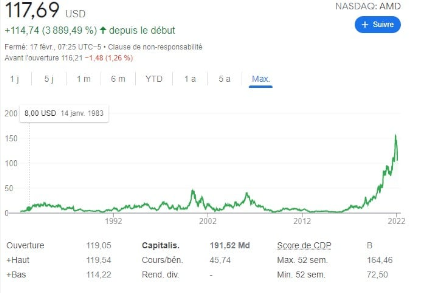 117,69 USD
NASDAQ: AMD
+114,74 (3 889,49 %) ↑ depuis le début
+ Suivre
Fermé: 17 févr., 07:25 UTC−5 • Clause de non-responsabilité
Avant l'ouverture 116,21 −1,48 (1,26 %)
1 j 5 j 1 m 6 m YTD 1 a 5 a Max.
200
8,00 USD 14 janv. 1983
150
100
50
0
1992 2002 2012 2022
Ouverture 119,05 Capitalis. 191,52 Md Score de CDP B
+Haut 119,54 Cours/bén. 45,74 Max. 52 sem. 164,46
+Bas 114,22 Rend. div. - Min. 52 sem. 72,50